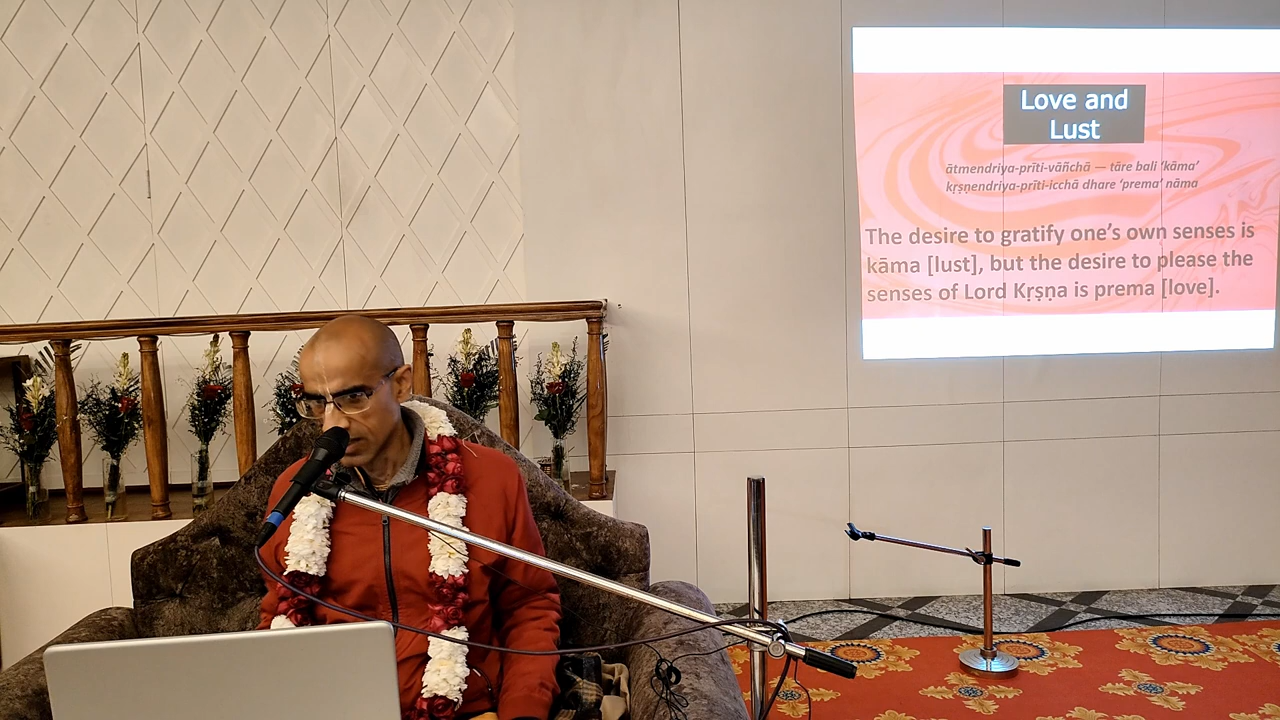 Love and
Lust
ātmendriya-prīti-vāñchā — tāre bali ‘kāma’
kṛṣṇendriya-prīti-icchā dhare ‘prema’ nāma
The desire to gratify one’s own senses is
kāma [lust], but the desire to please the
senses of Lord Kṛṣṇa is prema [love].